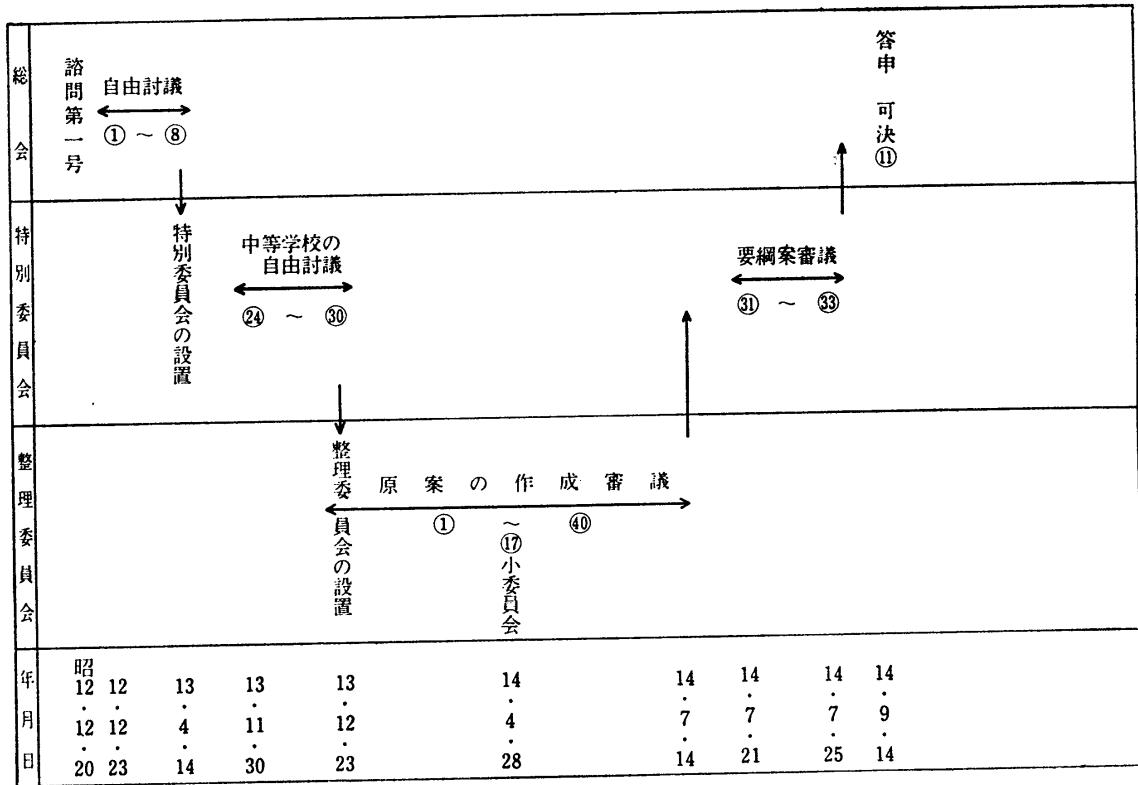 総会
諮問第一号
自由討議
① ～ ⑧
答申 可決⑪
特別委員会
特別委員会の設置
中等学校の
自由討議
㉔ ～ ㉚
要綱案審議
㉛ ～ ㉝
整理委員会
整理委員会の設置
原案の作成審議
① ～ ㊵
⑰小委員会
年月日
昭12・12・20
12・12・23
13・4・14
13・11・30
13・12・23
14・4・28
14・7・14
14・7・21
14・7・25
14・9・14